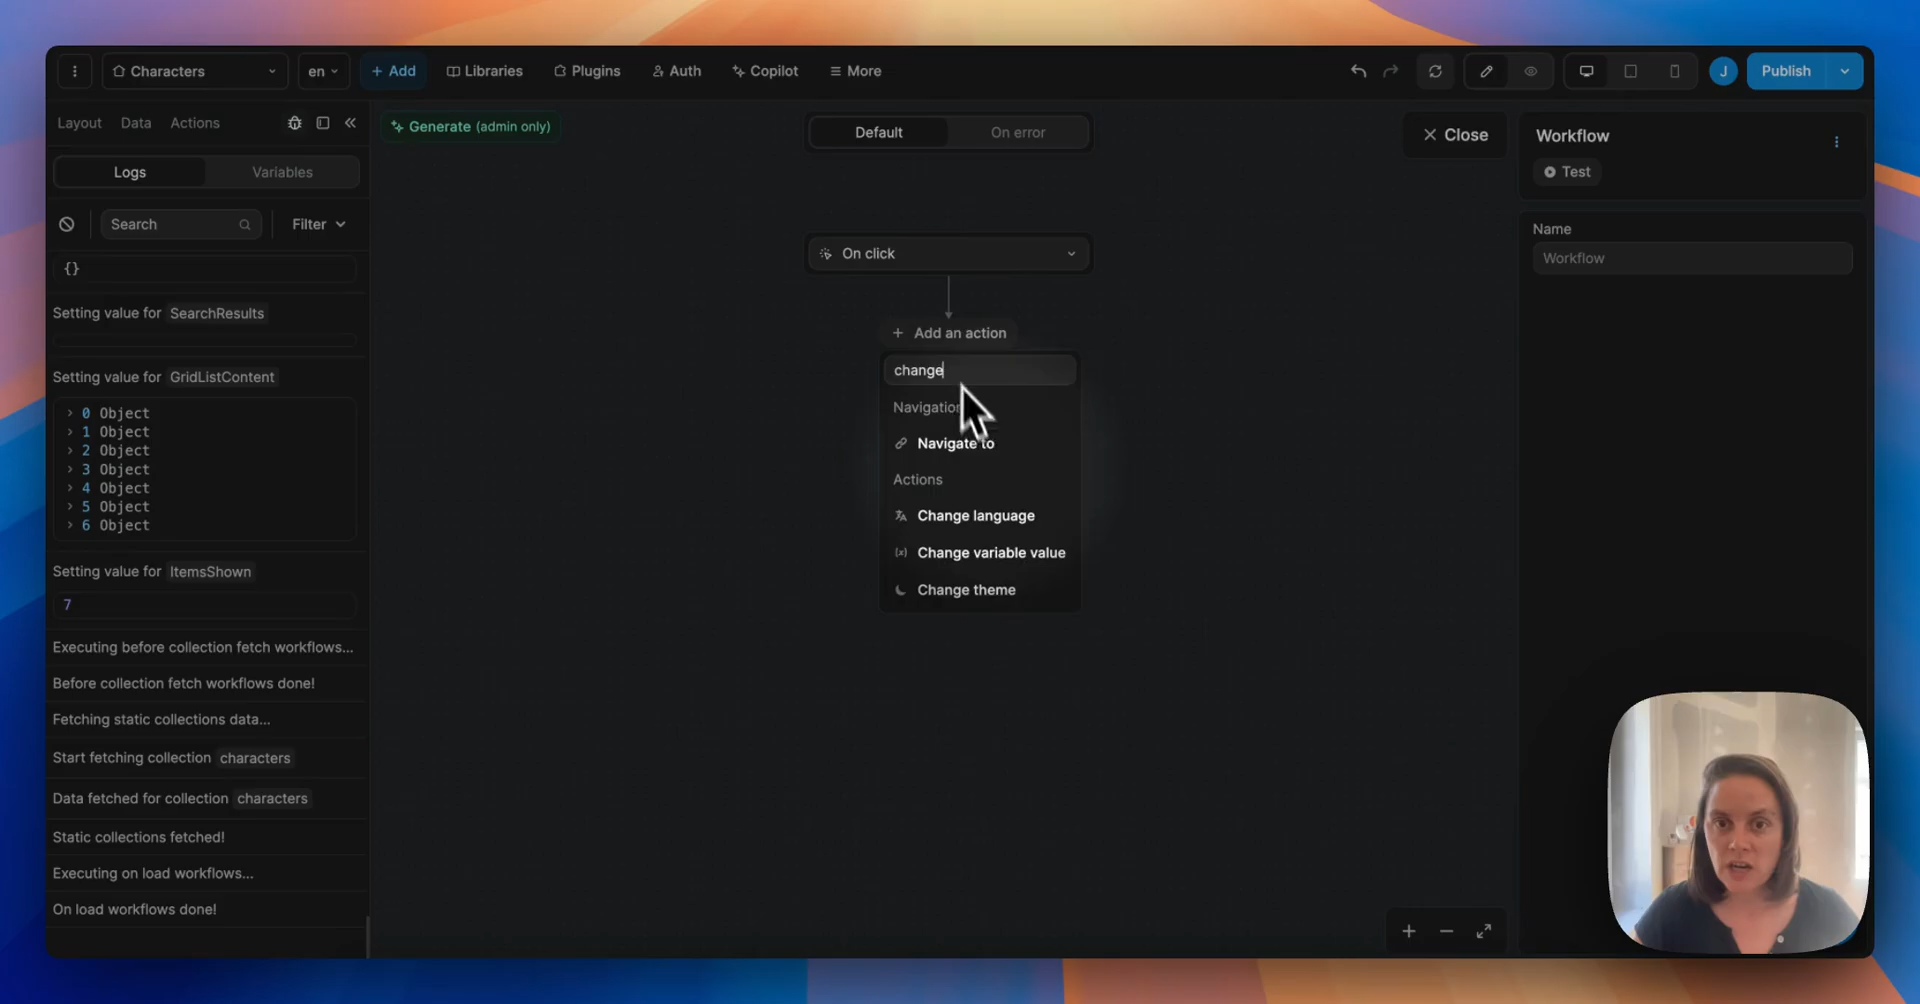 Characters
en
+ Add
Libraries
Plugins
Auth
Copilot
More
J
Publish
Layout
Data
Actions
Logs
Variables
Search
Filter
{}
Setting value for SearchResults
Setting value for GridListContent
> 0 Object
> 1 Object
> 2 Object
> 3 Object
> 4 Object
> 5 Object
> 6 Object
Setting value for ItemsShown
7
Executing before collection fetch workflows...
Before collection fetch workflows done!
Fetching static collections data...
Start fetching collection characters
Data fetched for collection characters
Static collections fetched!
Executing on load workflows...
On load workflows done!
Generate (admin only)
Default
On error
Close
On click
+ Add an action
change
Navigation
Navigate to
Actions
Change language
(x) Change variable value
Change theme
Workflow
Test
Name
Workflow